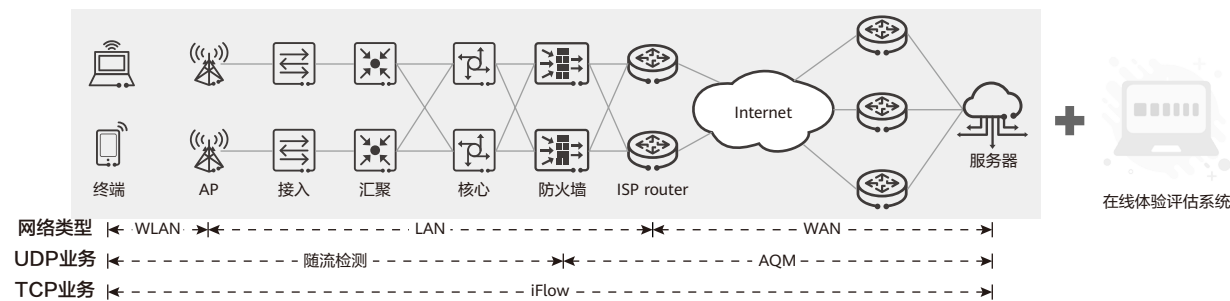 Internet
服务器
终端 AP 接入 汇聚 核心 防火墙 ISP router
在线体验评估系统
网络类型 WLAN LAN WAN
UDP业务 随流检测 AQM
TCP业务 iFlow